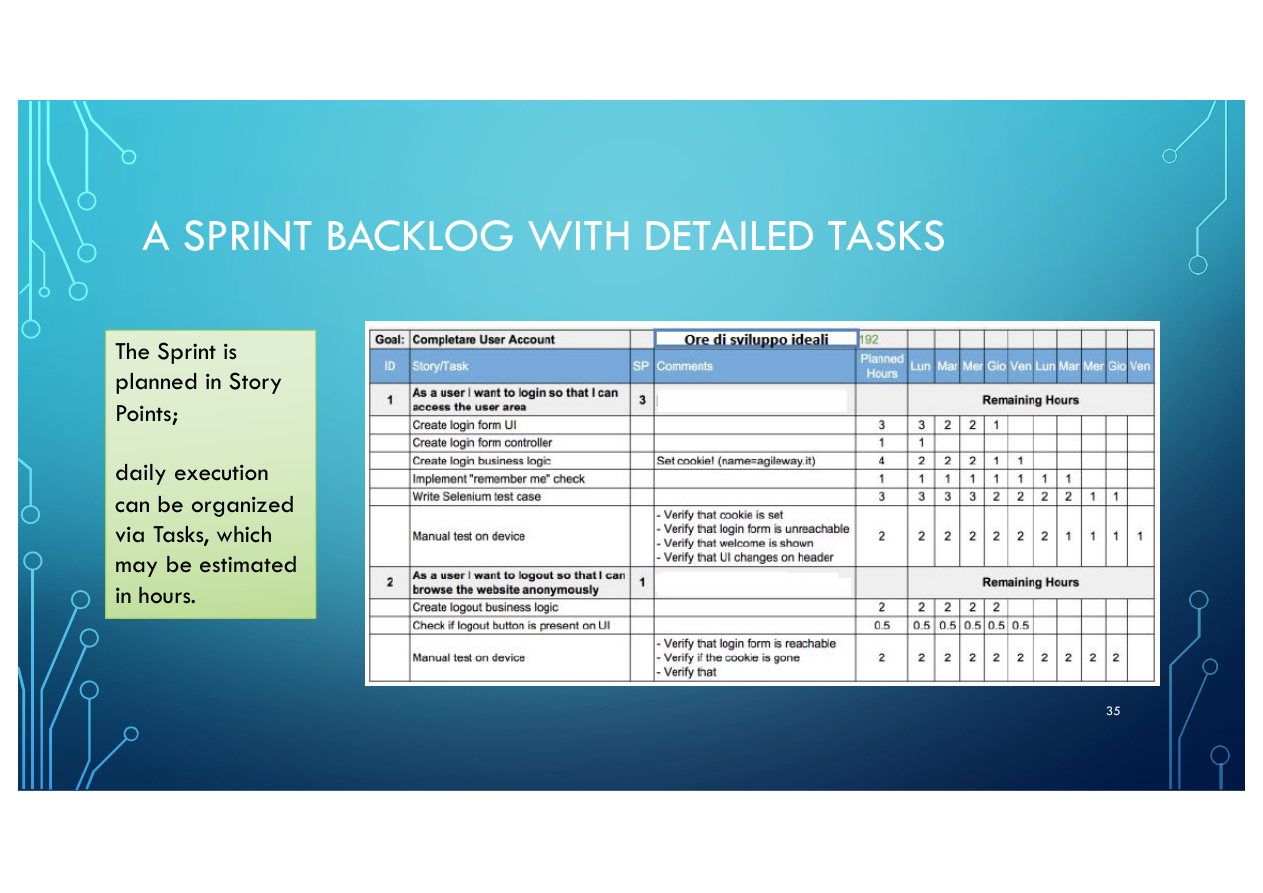 A SPRINT BACKLOG WITH DETAILED TASKS
The Sprint is
planned in Story
Points;
daily execution
can be organized
via Tasks, which
may be estimated
in hours.
Goal: Completare User Account Ore di sviluppo ideali 192
ID Story/Task SP Comments Planned Hours Lun Mar Mer Gio Ven Lun Mar Mer Gio Ven
1 As a user I want to login so that I can access the user area 3 Remaining Hours
Create login form UI 3 3 2 2 1
Create login form controller 1 1
Create login business logic Set cookie! (name=agileway.it) 4 2 2 2 1 1
Implement "remember me" check 1 1 1 1 1 1 1 1
Write Selenium test case 3 3 3 3 2 2 2 2 1 1
Manual test on device
- Verify that cookie is set
- Verify that login form is unreachable
- Verify that welcome is shown
- Verify that UI changes on header
2 2 2 2 2 2 2 1 1 1 1
2 As a user I want to logout so that I can browse the website anonymously 1 Remaining Hours
Create logout business logic 2 2 2 2 2
Check if logout button is present on UI 0.5 0.5 0.5 0.5 0.5 0.5
Manual test on device
- Verify that login form is reachable
- Verify if the cookie is gone
- Verify that
2 2 2 2 2 2 2 2 2 2
35